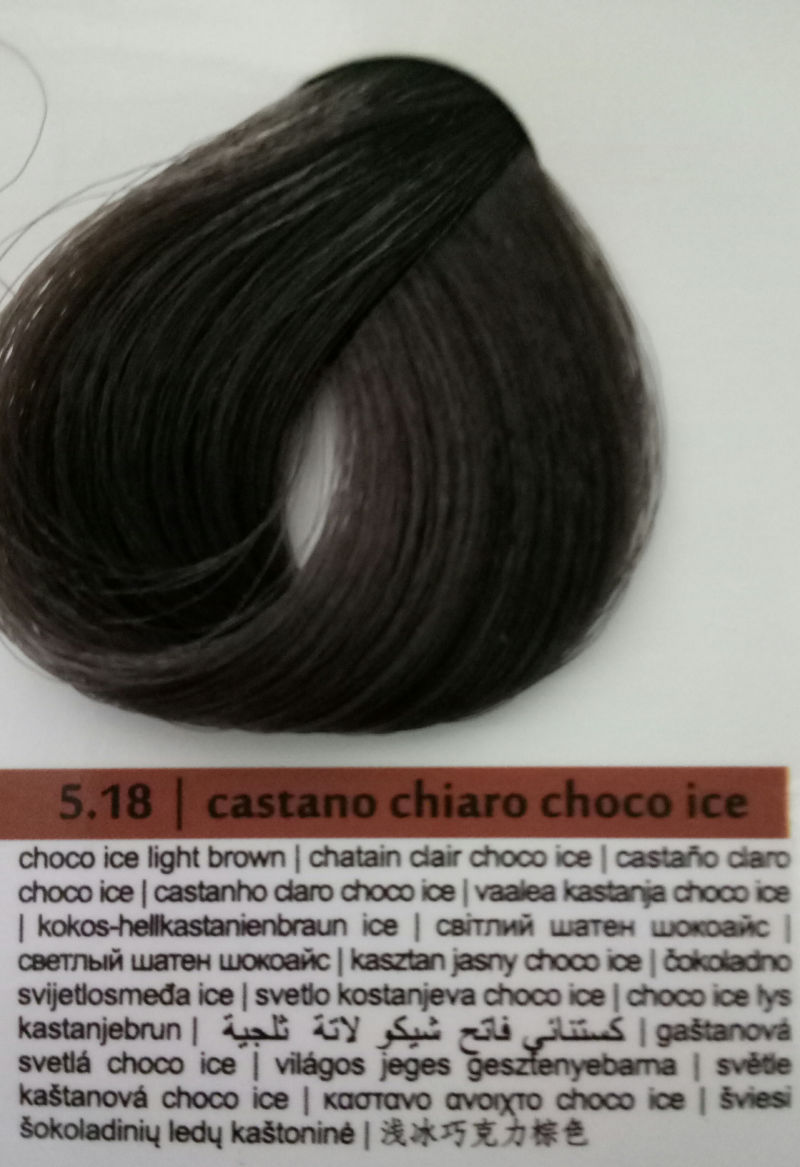 5.18 | castano chiaro choco ice
choco ice light brown | chatain clair choco ice | castaño claro
choco ice | castanho claro choco ice | vaalea kastanja choco ice
| kokos-hellkastanienbraun ice | світлий шатен шокоайс |
светлый шатен шокоайс | kasztan jasny choco ice | čokoladno
svijetlosmeđa ice | svetlo kostanjeva choco ice | choco ice lys
kastanjebrun | كستنائي فاتح شيكو لاتة ثلجية | gaštanová
svetlá choco ice | világos jeges gesztenyebarna | světle
kaštanová choco ice | καστανο ανοιχτο choco ice | šviesi
šokoladinių ledų kaštoninė | 浅冰巧克力棕色